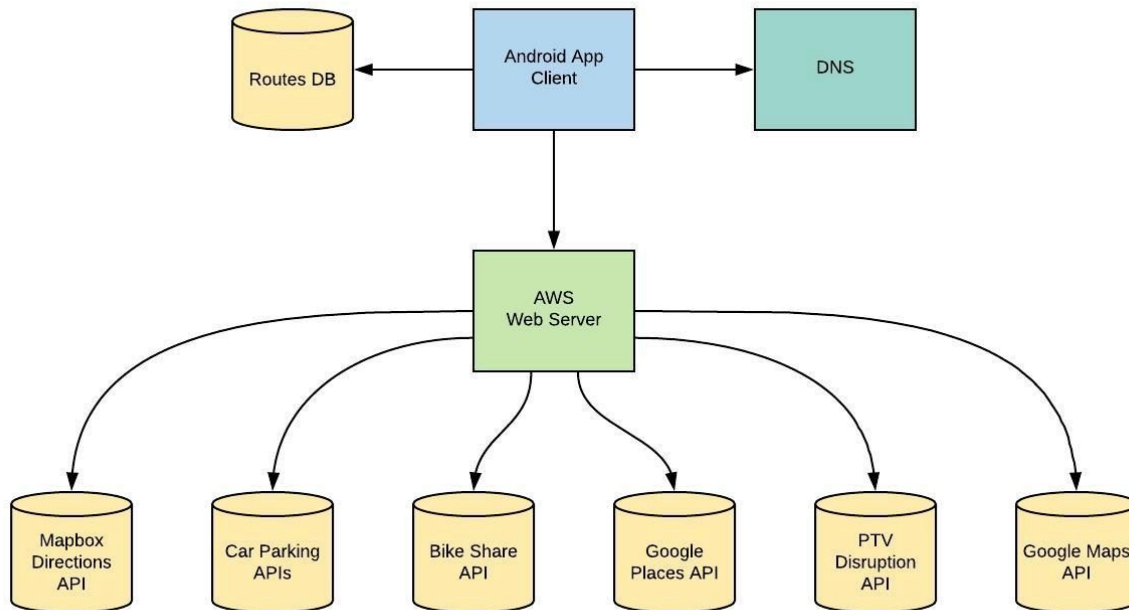 Routes DB
Android App
Client
DNS
AWS
Web Server
Mapbox
Directions
API
Car Parking
APIs
Bike Share
API
Google
Places API
PTV
Disruption
API
Google Maps
API